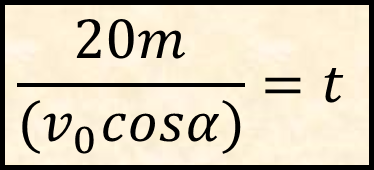 20m
(v₀cosα) = t